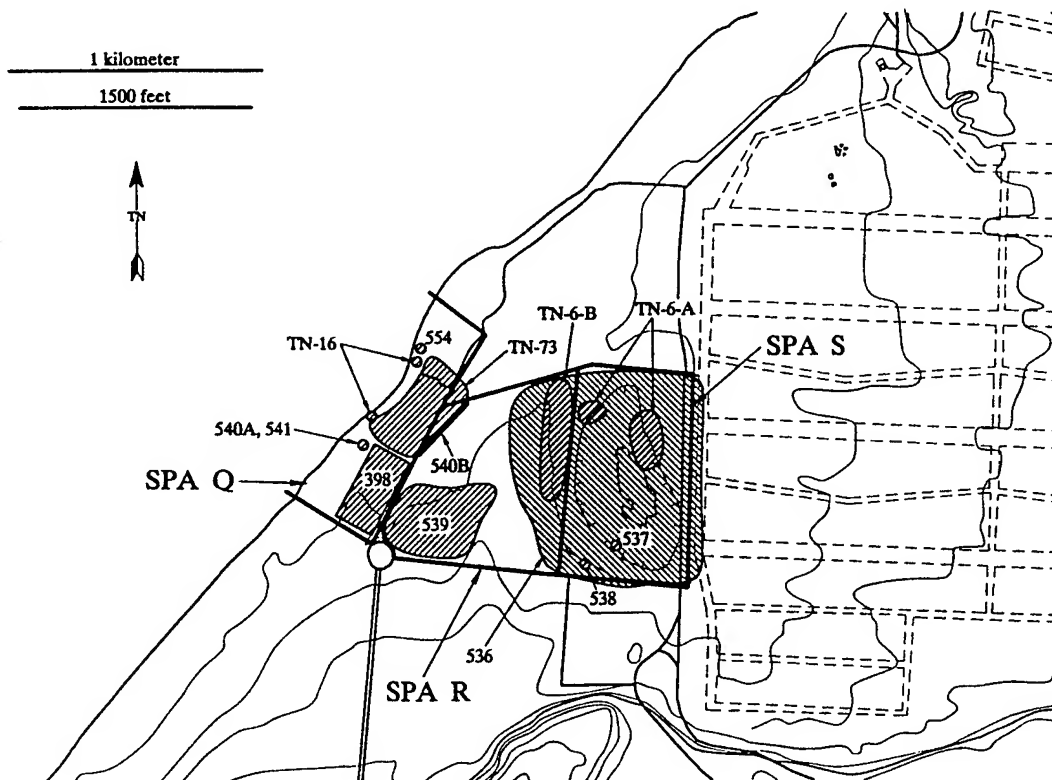 1 kilometer
1500 feet
TN
TN-6-B
TN-6-A
554
TN-16
TN-73
SPA S
540A, 541
540B
SPA Q
398
539
537
538
536
SPA R